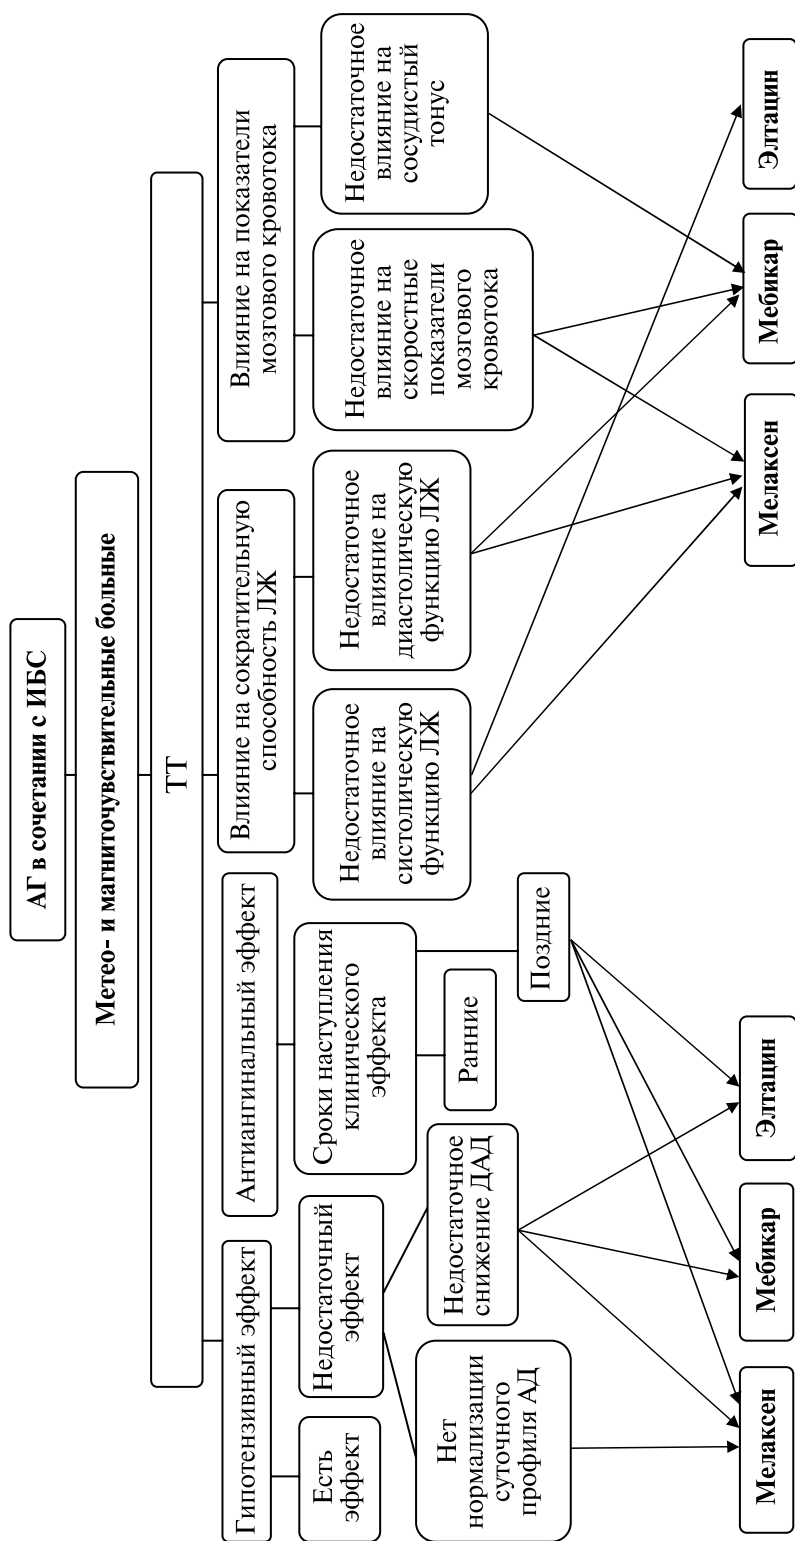 АГ в сочетании с ИБС
Метео- и магниточувствительные больные
ТТ
Гипотензивный эффект
Антиангинальный эффект
Влияние на сократительную
способность ЛЖ
Влияние на показатели
мозгового кровотока
Есть
эффект
Недостаточный
эффект
Сроки наступления
клинического
эффекта
Недостаточное
влияние на
систолическую
функцию ЛЖ
Недостаточное
влияние на
диастолическую
функцию ЛЖ
Недостаточное
влияние на
скоростные
показатели
мозгового
кровотока
Недостаточное
влияние на
сосудистый
тонус
Нет
нормализации
суточного
профиля АД
Недостаточное
снижение ДАД
Ранние
Поздние
Мелаксен
Мебикар
Элтацин
Мелаксен
Мебикар
Элтацин